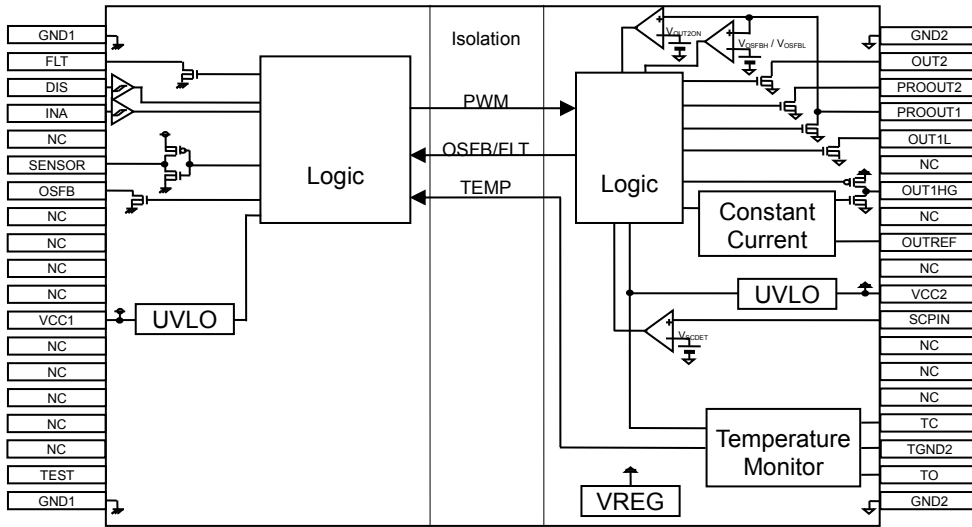 GND1
FLT
DIS
INA
NC
SENSOR
OSFB
NC
NC
NC
NC
VCC1
NC
NC
NC
NC
NC
TEST
GND1
Logic
UVLO
Isolation
PWM
OSFB/FLT
TEMP
VOUT2ON
VOSFBH / VOSFBL
Logic
Constant
Current
UVLO
VSCDET
Temperature
Monitor
VREG
GND2
OUT2
PROOUT2
PROOUT1
OUT1L
NC
OUT1HG
NC
OUTREF
NC
VCC2
SCPIN
NC
NC
NC
TC
TGND2
TO
GND2